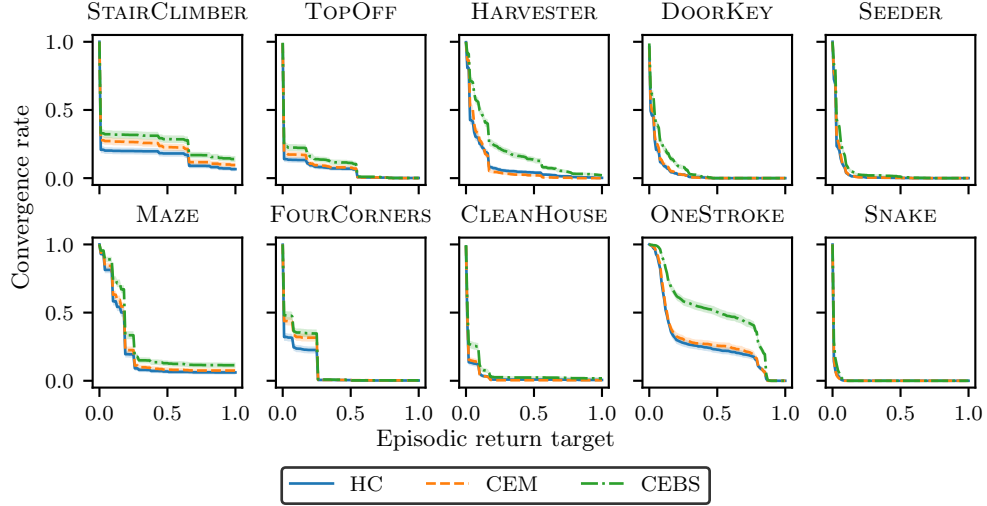 STAIRCLIMBER TOPOFF HARVESTER DOORKEY SEEDER
1.0
0.5
0.0
MAZE FOURCORNERS CLEANHOUSE ONESTROKE SNAKE
1.0
0.5
0.0
0.0 0.5 1.0 0.0 0.5 1.0 0.0 0.5 1.0 0.0 0.5 1.0 0.0 0.5 1.0
Convergence rate
Episodic return target
HC CEM CEBS